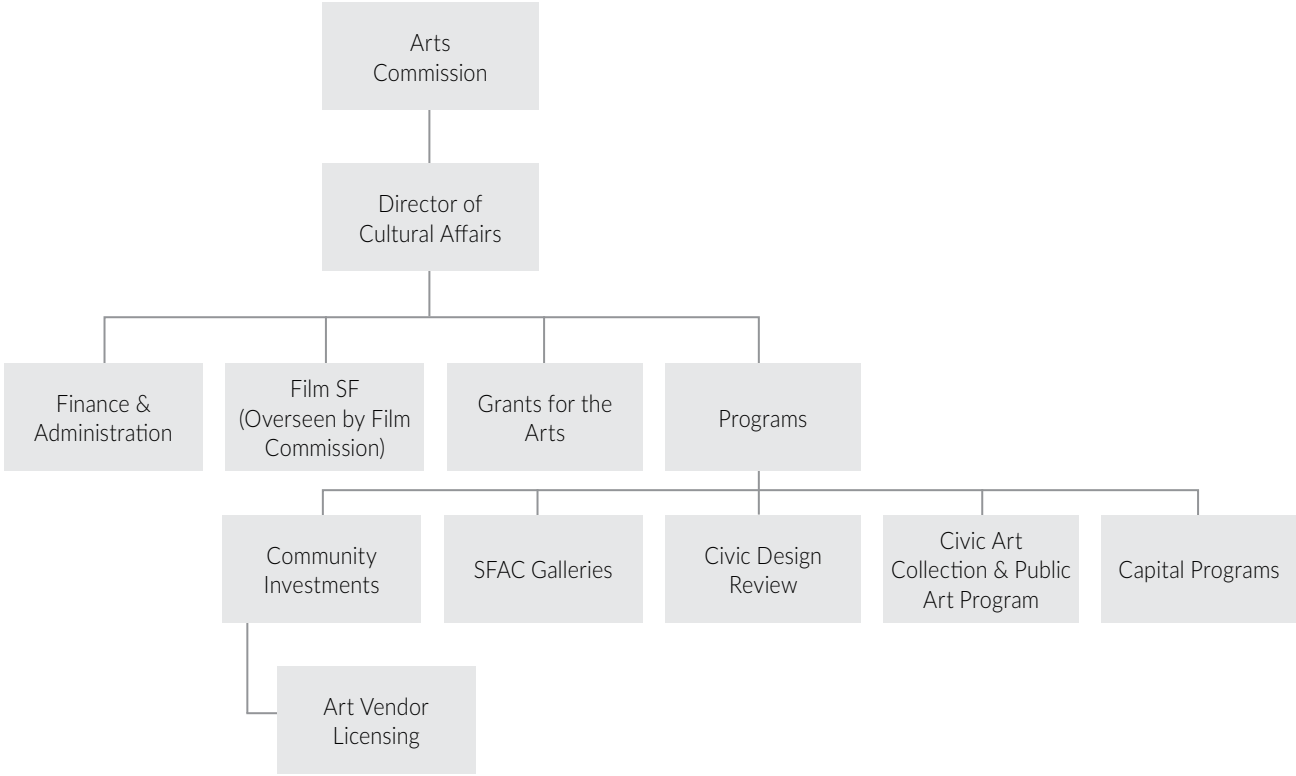 Arts
Commission
Director of
Cultural Affairs
Finance &
Administration
Film SF
(Overseen by Film
Commission)
Grants for the
Arts
Programs
Community
Investments
SFAC Galleries
Civic Design
Review
Civic Art
Collection & Public
Art Program
Capital Programs
Art Vendor
Licensing